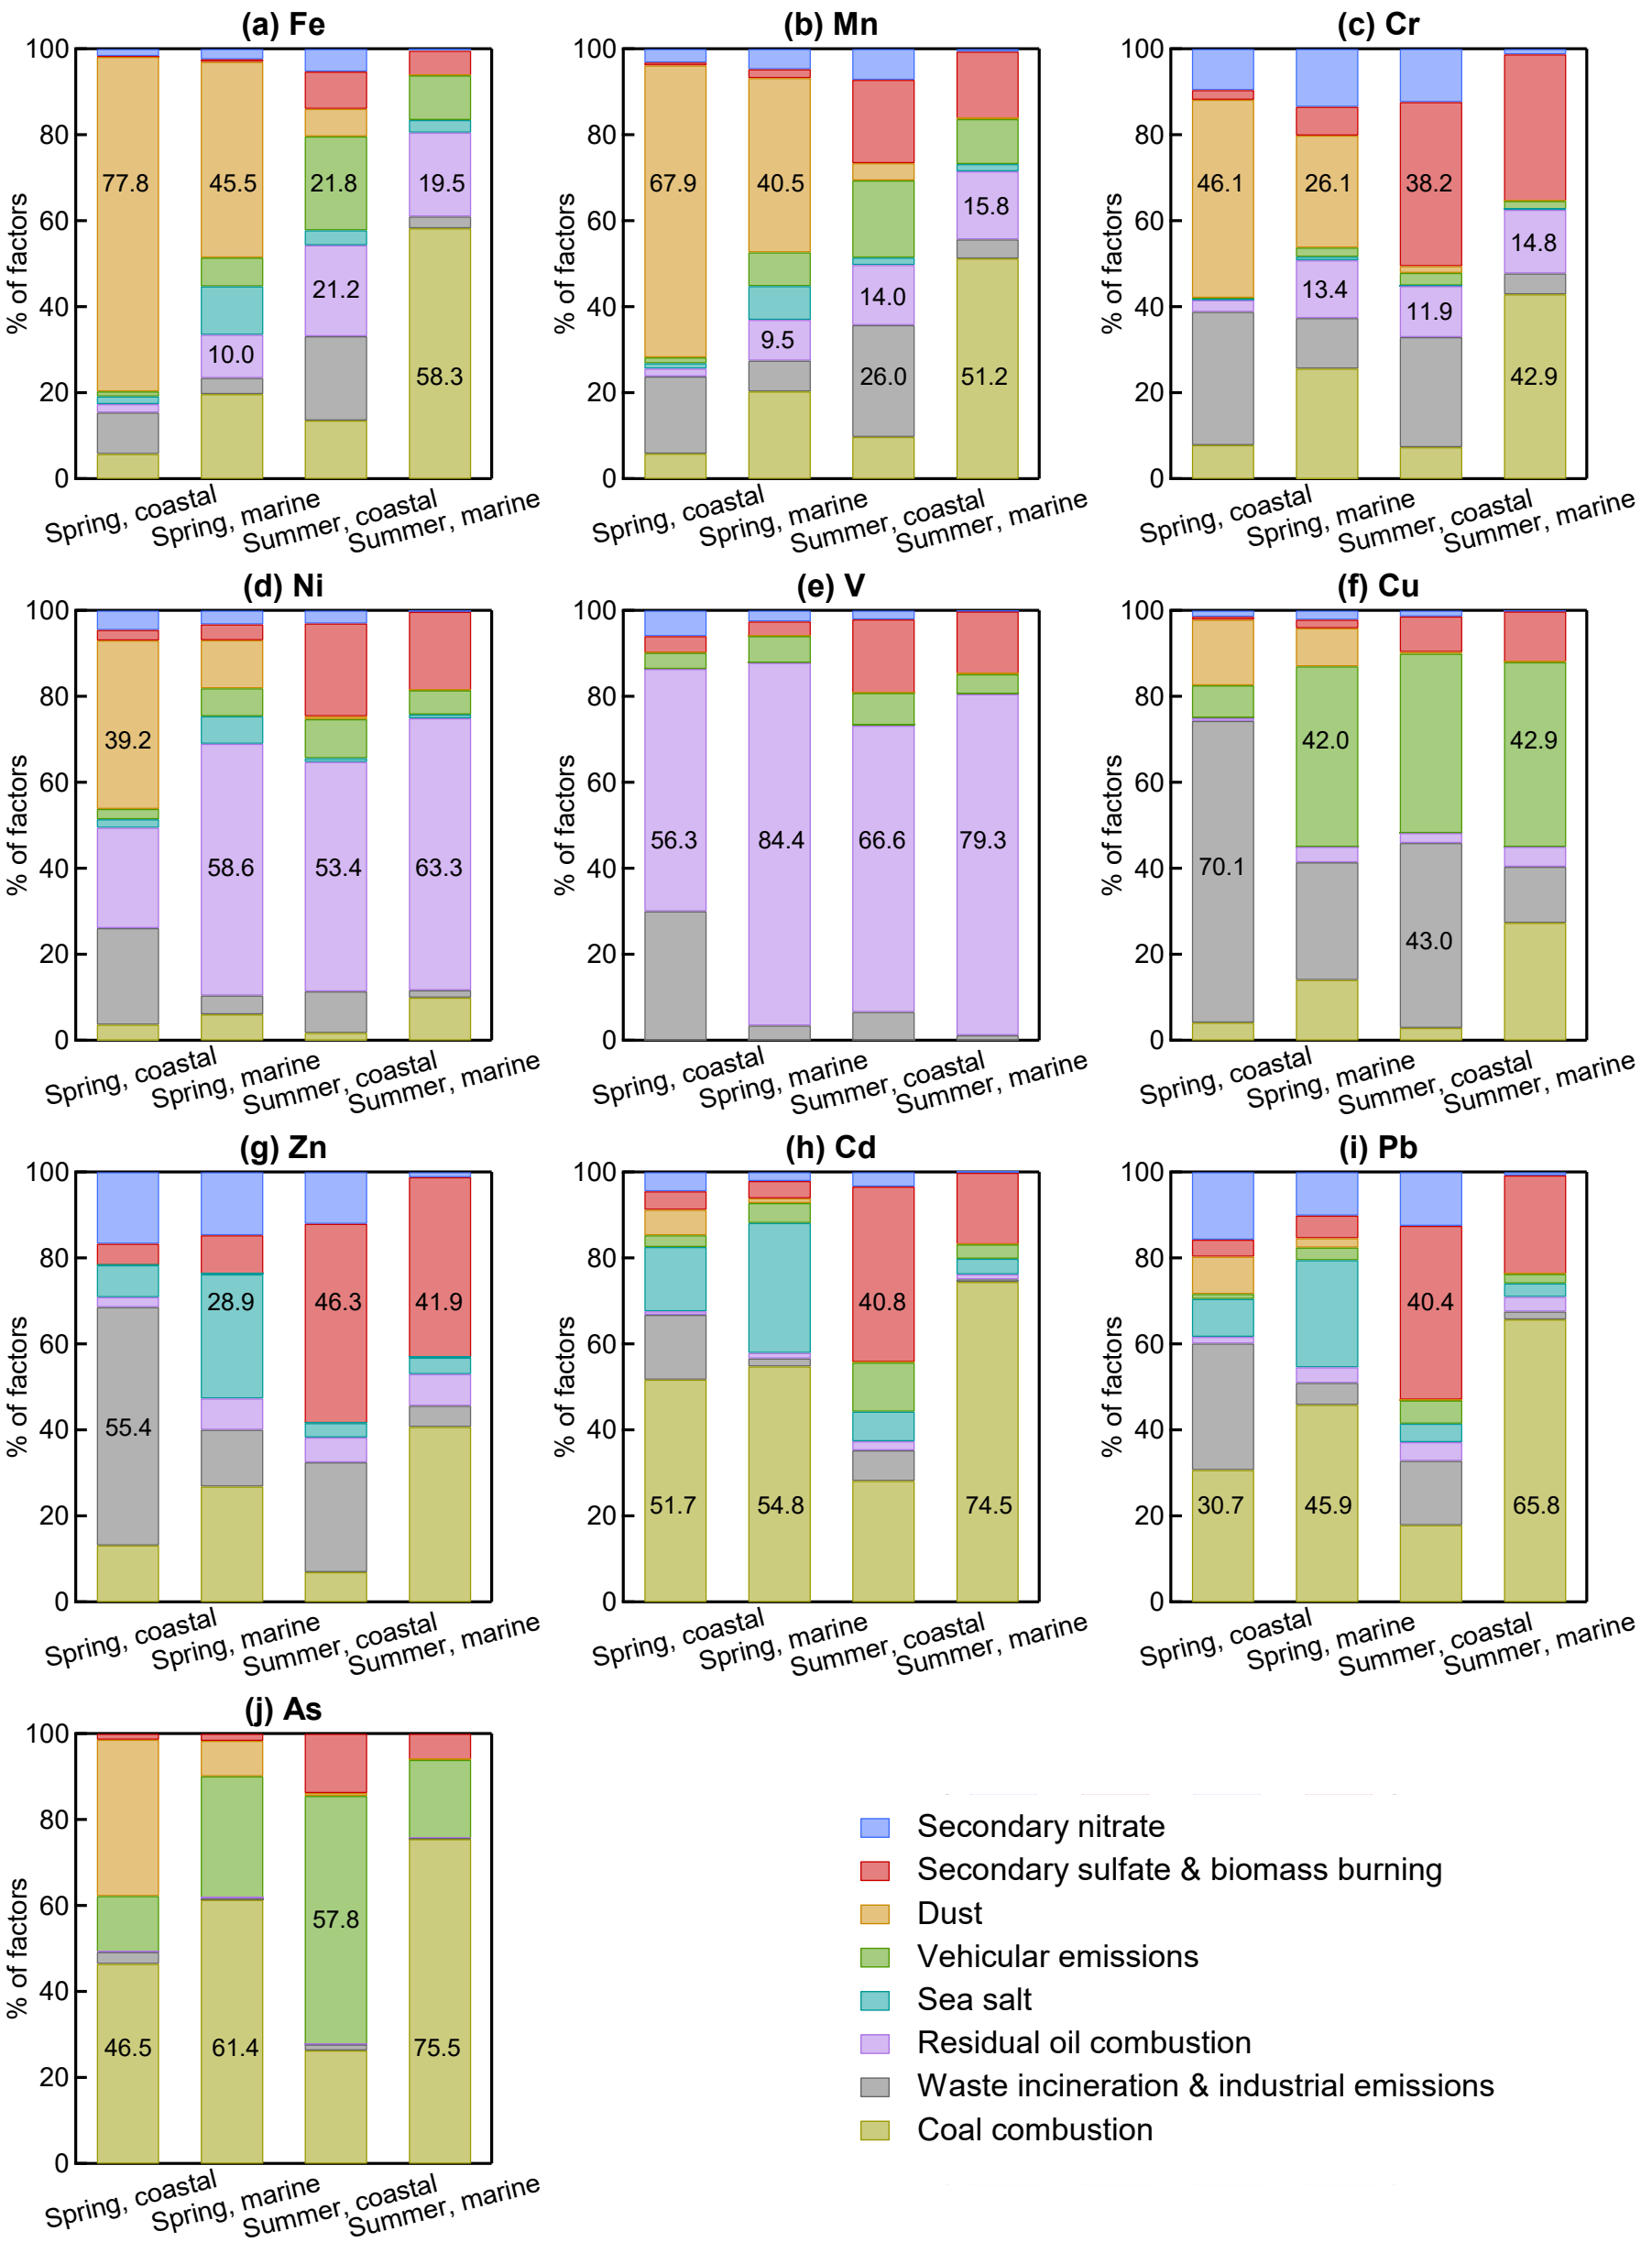 (a) Fe
(b) Mn
(c) Cr
% of factors
100
80
60
40
20
0
77.8
45.5
10.0
21.8
21.2
19.5
58.3
Spring, coastal
Spring, marine
Summer, coastal
Summer, marine
% of factors
100
80
60
40
20
0
67.9
40.5
9.5
14.0
26.0
15.8
51.2
Spring, coastal
Spring, marine
Summer, coastal
Summer, marine
% of factors
100
80
60
40
20
0
46.1
26.1
13.4
38.2
11.9
14.8
42.9
Spring, coastal
Spring, marine
Summer, coastal
Summer, marine
(d) Ni
(e) V
(f) Cu
% of factors
100
80
60
40
20
0
39.2
58.6
53.4
63.3
Spring, coastal
Spring, marine
Summer, coastal
Summer, marine
% of factors
100
80
60
40
20
0
56.3
84.4
66.6
79.3
Spring, coastal
Spring, marine
Summer, coastal
Summer, marine
% of factors
100
80
60
40
20
0
70.1
42.0
43.0
42.9
Spring, coastal
Spring, marine
Summer, coastal
Summer, marine
(g) Zn
(h) Cd
(i) Pb
% of factors
100
80
60
40
20
0
55.4
28.9
46.3
41.9
Spring, coastal
Spring, marine
Summer, coastal
Summer, marine
% of factors
100
80
60
40
20
0
51.7
54.8
40.8
74.5
Spring, coastal
Spring, marine
Summer, coastal
Summer, marine
% of factors
100
80
60
40
20
0
30.7
45.9
40.4
65.8
Spring, coastal
Spring, marine
Summer, coastal
Summer, marine
(j) As
% of factors
100
80
60
40
20
0
46.5
61.4
57.8
75.5
Spring, coastal
Spring, marine
Summer, coastal
Summer, marine
Secondary nitrate
Secondary sulfate & biomass burning
Dust
Vehicular emissions
Sea salt
Residual oil combustion
Waste incineration & industrial emissions
Coal combustion